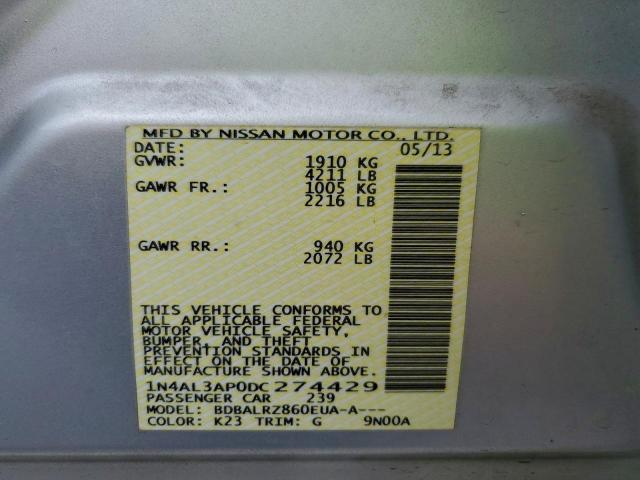 MFD BY NISSAN MOTOR CO., LTD.
DATE: 05/13
GVWR: 1910 KG
4211 LB
GAWR FR.: 1005 KG
2216 LB
GAWR RR.: 940 KG
2072 LB
THIS VEHICLE CONFORMS TO
ALL APPLICABLE FEDERAL
MOTOR VEHICLE SAFETY,
BUMPER, AND THEFT
PREVENTION STANDARDS IN
EFFECT ON THE DATE OF
MANUFACTURE SHOWN ABOVE.
1N4AL3AP0DC274429
PASSENGER CAR 239
MODEL: BDBALRZ860EUA-A---
COLOR: K23 TRIM: G 9N00A